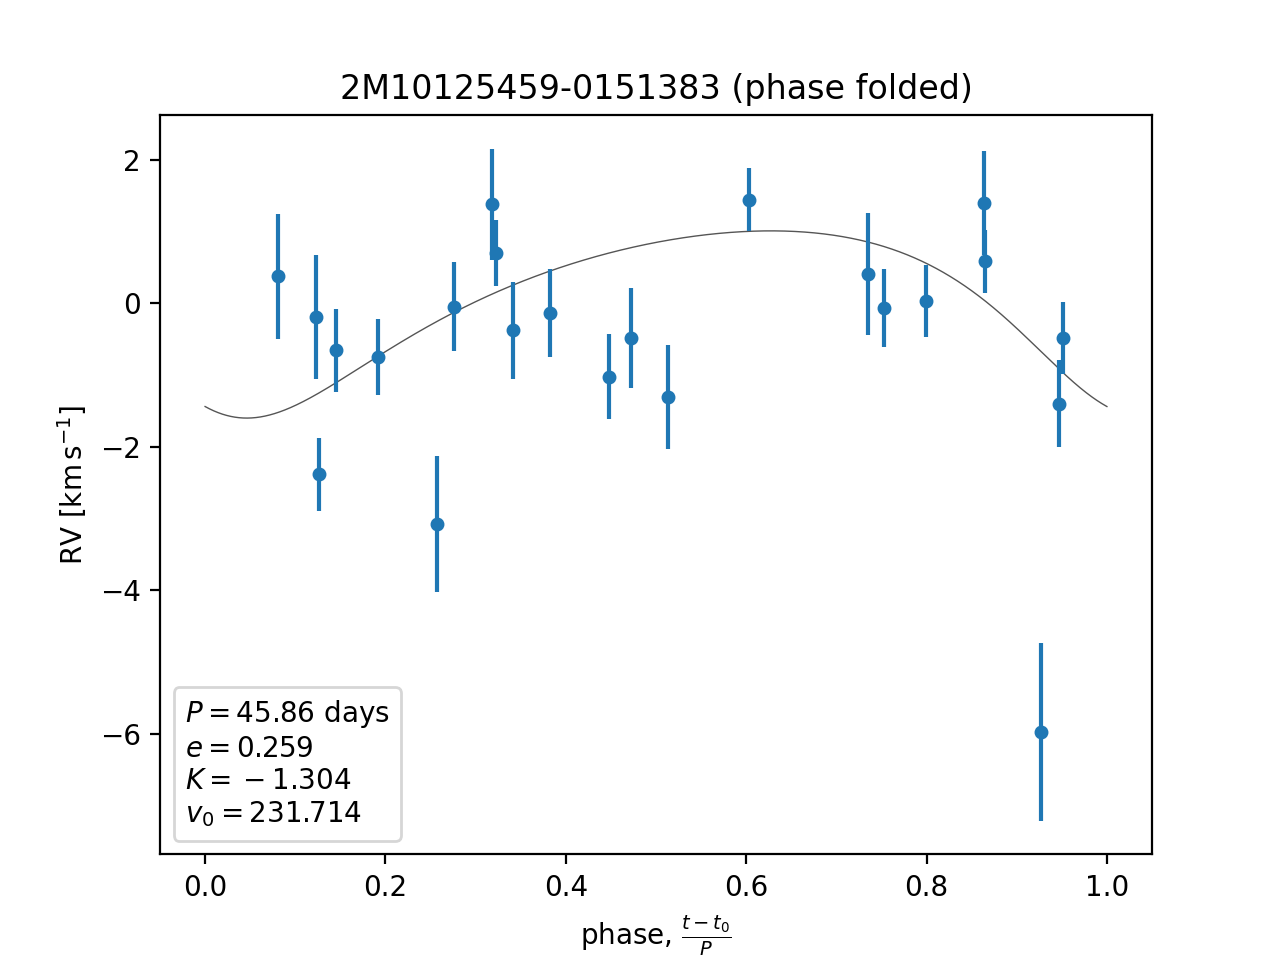 2M10125459-0151383 (phase folded)
2
0
−2
−4
−6
RV [km s⁻¹]
P = 45.86 days
e = 0.259
K = −1.304
v₀ = 231.714
0.0 0.2 0.4 0.6 0.8 1.0
phase, (t − t₀)/P